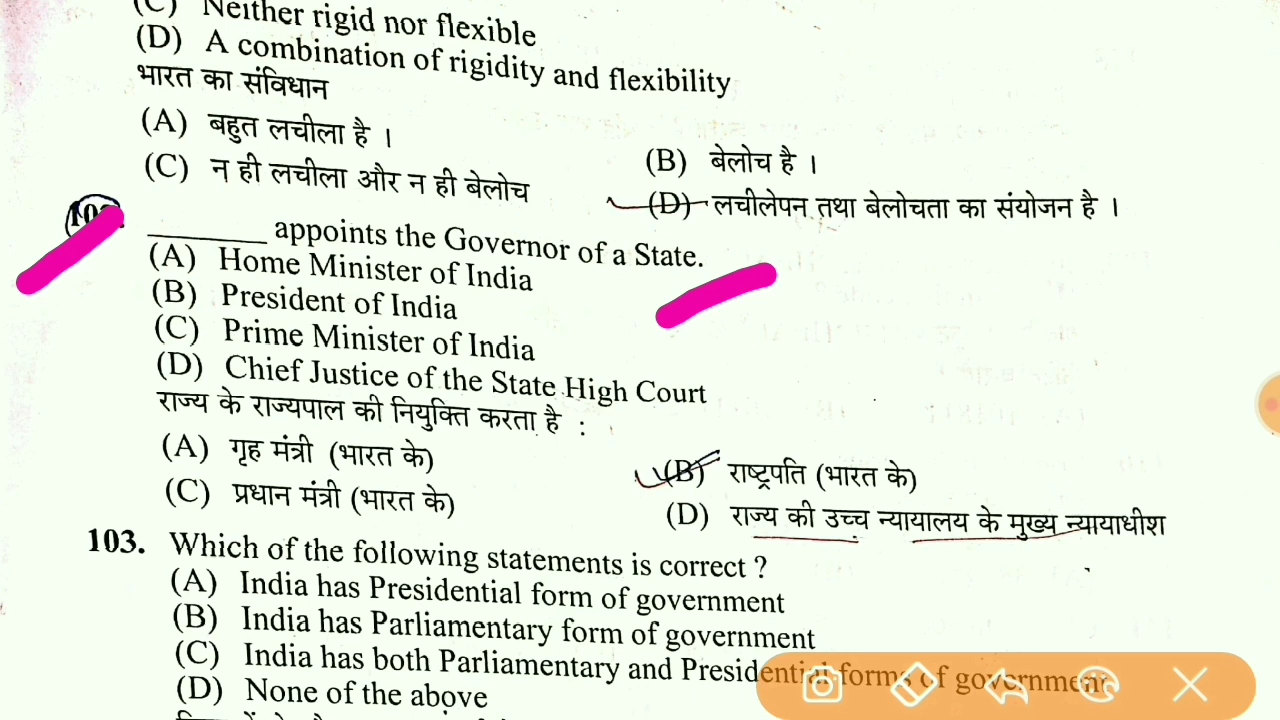 (C) Neither rigid nor flexible
(D) A combination of rigidity and flexibility
भारत का संविधान
(A) बहुत लचीला है ।
(B) बेलोच है ।
(C) न ही लचीला और न ही बेलोच
(D) लचीलेपन तथा बेलोचता का संयोजन है ।
102. ________ appoints the Governor of a State.
(A) Home Minister of India
(B) President of India
(C) Prime Minister of India
(D) Chief Justice of the State High Court
राज्य के राज्यपाल की नियुक्ति करता है :
(A) गृह मंत्री (भारत के)
(B) राष्ट्रपति (भारत के)
(C) प्रधान मंत्री (भारत के)
(D) राज्य की उच्च न्यायालय के मुख्य न्यायाधीश
103. Which of the following statements is correct ?
(A) India has Presidential form of government
(B) India has Parliamentary form of government
(C) India has both Parliamentary and Presidential forms of government
(D) None of the above